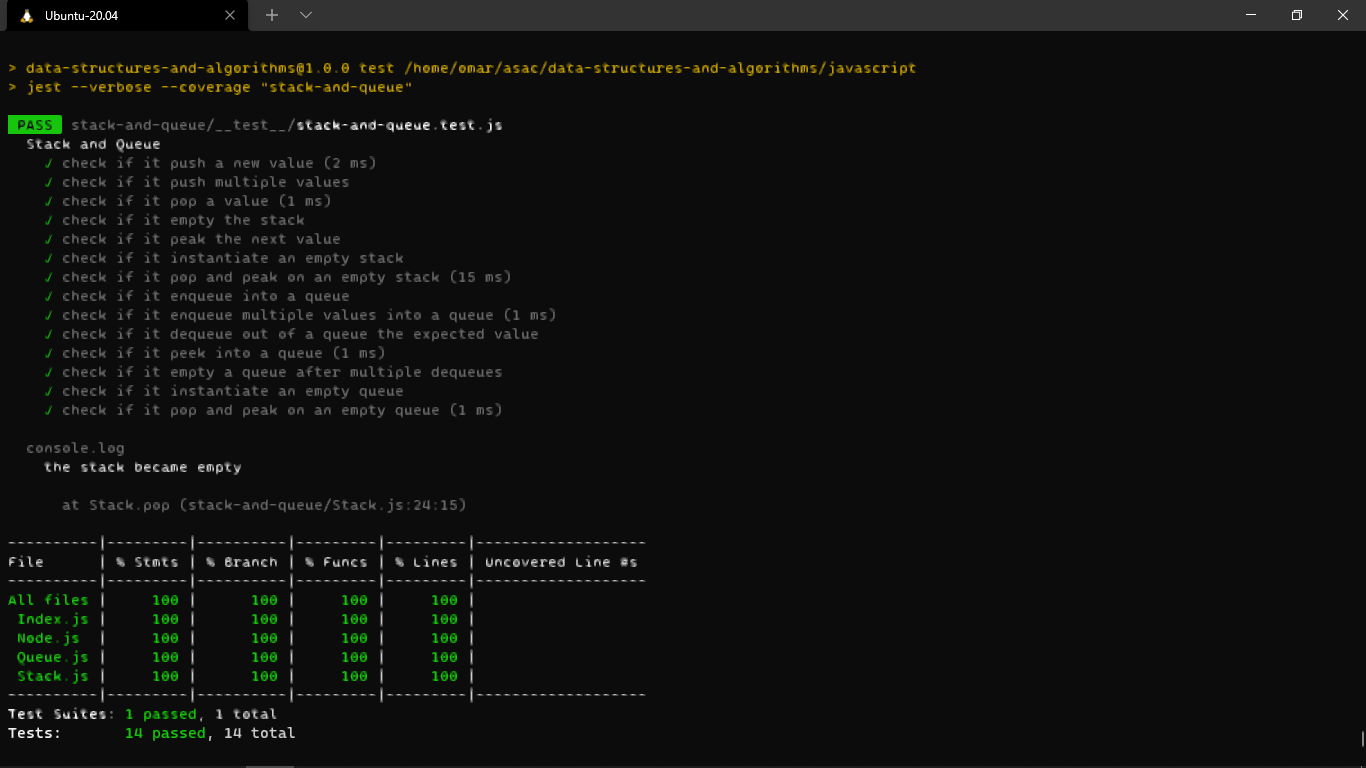 Ubuntu-20.04
> data-structures-and-algorithms@1.0.0 test /home/omar/asac/data-structures-and-algorithms/javascript
> jest --verbose --coverage "stack-and-queue"
PASS stack-and-queue/__test__/stack-and-queue.test.js
Stack and Queue
✓ check if it push a new value (2 ms)
✓ check if it push multiple values
✓ check if it pop a value (1 ms)
✓ check if it empty the stack
✓ check if it peak the next value
✓ check if it instantiate an empty stack
✓ check if it pop and peak on an empty stack (15 ms)
✓ check if it enqueue into a queue
✓ check if it enqueue multiple values into a queue (1 ms)
✓ check if it dequeue out of a queue the expected value
✓ check if it peek into a queue (1 ms)
✓ check if it empty a queue after multiple dequeues
✓ check if it instantiate an empty queue
✓ check if it pop and peak on an empty queue (1 ms)
console.log
the stack became empty
at Stack.pop (stack-and-queue/Stack.js:24:15)
----------|---------|----------|---------|---------|-------------------
File      | % Stmts | % Branch | % Funcs | % Lines | Uncovered Line #s
----------|---------|----------|---------|---------|-------------------
All files |     100 |      100 |     100 |     100 |
Index.js |     100 |      100 |     100 |     100 |
Node.js  |     100 |      100 |     100 |     100 |
Queue.js |     100 |      100 |     100 |     100 |
Stack.js |     100 |      100 |     100 |     100 |
----------|---------|----------|---------|---------|-------------------
Test Suites: 1 passed, 1 total
Tests:       14 passed, 14 total